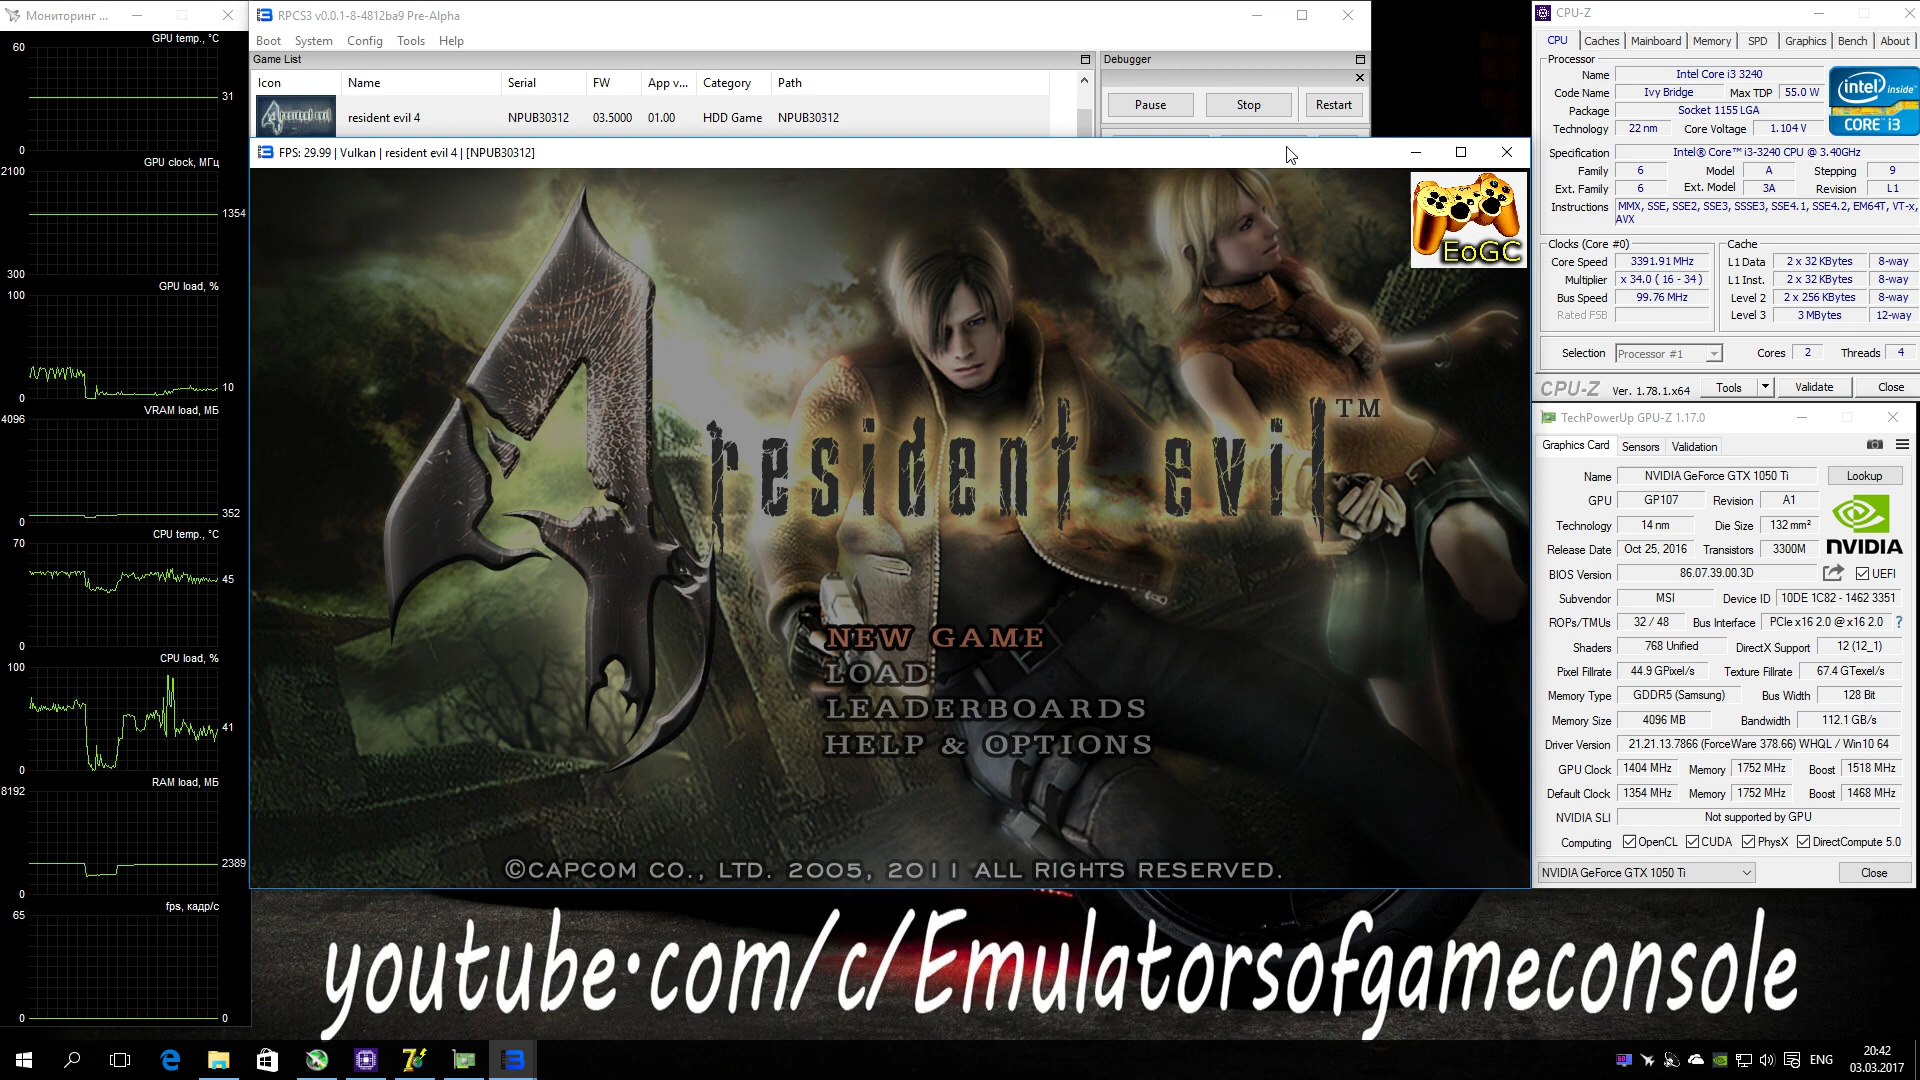 Мониторинг ...
GPU temp., °C
60
31
0
GPU clock, МГц
2100
1354
300
GPU load, %
100
10
0
VRAM load, МБ
4096
352
0
CPU temp., °C
70
45
0
CPU load, %
100
41
0
RAM load, МБ
8192
2389
0
fps, кадр/с
65
0 0
RPCS3 v0.0.1-8-4812ba9 Pre-Alpha
Boot System Config Tools Help
Game List
Icon Name Serial FW App v... Category Path
resident evil 4 NPUB30312 03.5000 01.00 HDD Game NPUB30312
Debugger
Pause Stop Restart
FPS: 29.99 | Vulkan | resident evil 4 | [NPUB30312]
EoGC
4 resident evil™
NEW GAME
LOAD
LEADERBOARDS
HELP & OPTIONS
©CAPCOM CO., LTD. 2005, 2011 ALL RIGHTS RESERVED.
CPU-Z
CPU Caches Mainboard Memory SPD Graphics Bench About
Processor
Name Intel Core i3 3240
Code Name Ivy Bridge Max TDP 55.0 W
Package Socket 1155 LGA
Technology 22 nm Core Voltage 1.104 V
intel inside™
CORE i3
Specification Intel® Core™ i3-3240 CPU @ 3.40GHz
Family 6 Model A Stepping 9
Ext. Family 6 Ext. Model 3A Revision L1
Instructions MMX, SSE, SSE2, SSE3, SSSE3, SSE4.1, SSE4.2, EM64T, VT-x,
AVX
Clocks (Core #0)
Core Speed 3391.91 MHz
Multiplier x 34.0 ( 16 - 34 )
Bus Speed 99.76 MHz
Rated FSB
Cache
L1 Data 2 x 32 KBytes 8-way
L1 Inst. 2 x 32 KBytes 8-way
Level 2 2 x 256 KBytes 8-way
Level 3 3 MBytes 12-way
Selection Processor #1 Cores 2 Threads 4
CPU-Z Ver. 1.78.1.x64 Tools Validate Close
TechPowerUp GPU-Z 1.17.0
Graphics Card Sensors Validation
Name NVIDIA GeForce GTX 1050 Ti Lookup
GPU GP107 Revision A1
Technology 14 nm Die Size 132 mm²
Release Date Oct 25, 2016 Transistors 3300M
NVIDIA
BIOS Version 86.07.39.00.3D UEFI
Subvendor MSI Device ID 10DE 1C82 - 1462 3351
ROPs/TMUs 32 / 48 Bus Interface PCIe x16 2.0 @ x16 2.0 ?
Shaders 768 Unified DirectX Support 12 (12_1)
Pixel Fillrate 44.9 GPixel/s Texture Fillrate 67.4 GTexel/s
Memory Type GDDR5 (Samsung) Bus Width 128 Bit
Memory Size 4096 MB Bandwidth 112.1 GB/s
Driver Version 21.21.13.7866 (ForceWare 378.66) WHQL / Win10 64
GPU Clock 1404 MHz Memory 1752 MHz Boost 1518 MHz
Default Clock 1354 MHz Memory 1752 MHz Boost 1468 MHz
NVIDIA SLI Not supported by GPU
Computing OpenCL CUDA PhysX DirectCompute 5.0
NVIDIA GeForce GTX 1050 Ti Close
youtube.com/c/Emulatorsofgameconsole
ENG
20:42
03.03.2017